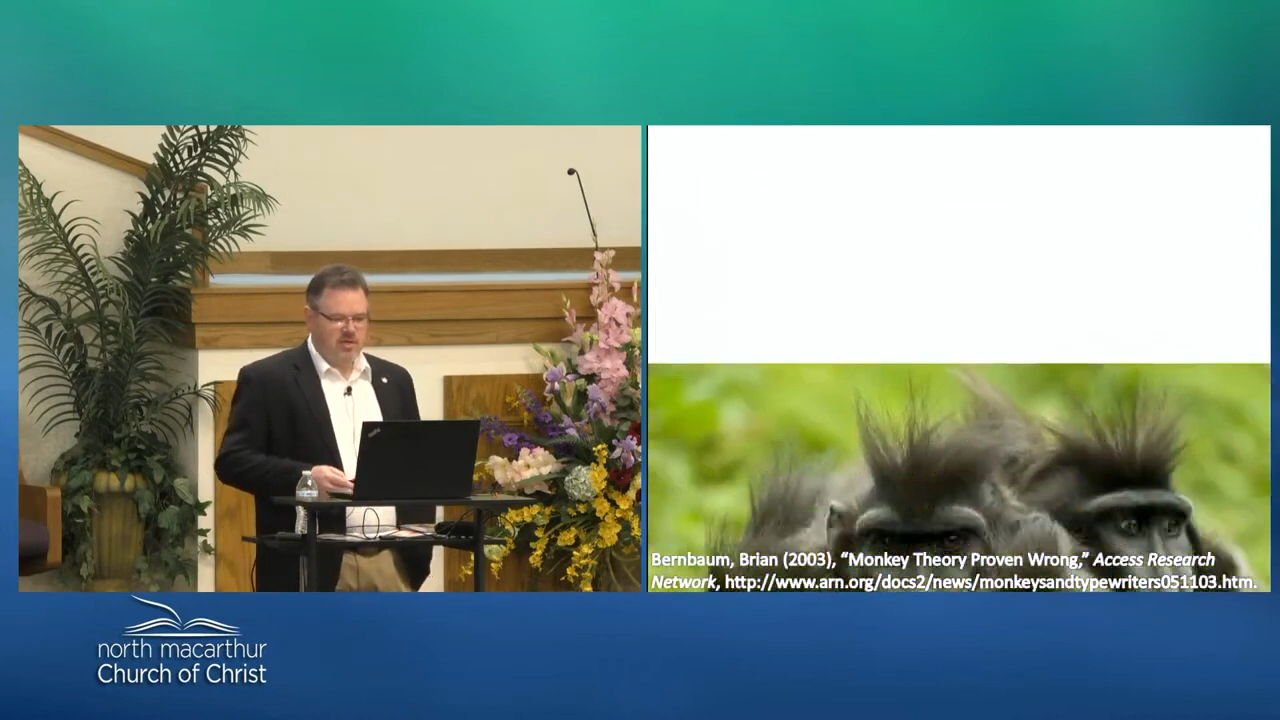 Bernbaum, Brian (2003), “Monkey Theory Proven Wrong,” Access Research
Network, http://www.arn.org/docs2/news/monkeysandtypewriters051103.htm.
north macarthur
Church of Christ